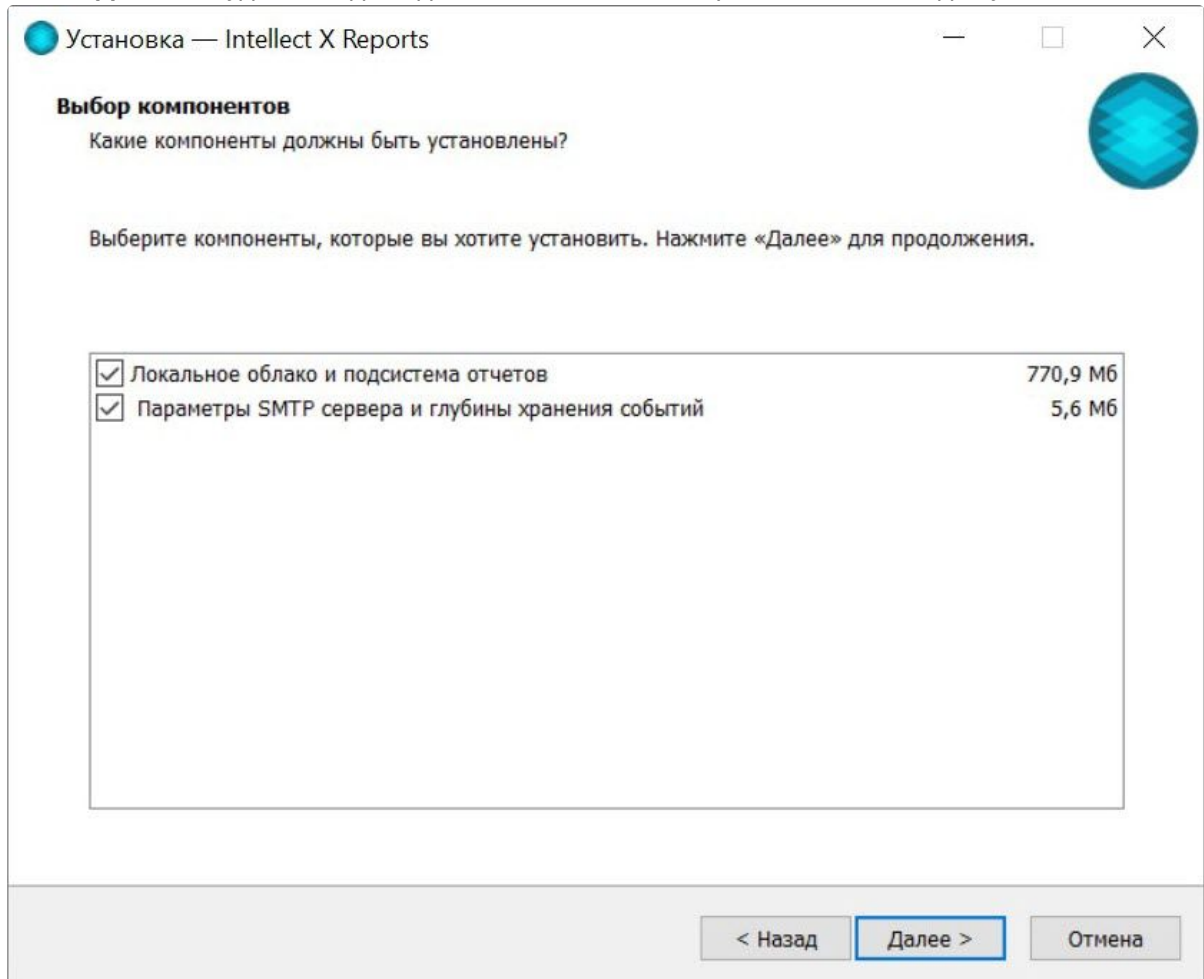 Установка — Intellect X Reports
Выбор компонентов
Какие компоненты должны быть установлены?
Выберите компоненты, которые вы хотите установить. Нажмите «Далее» для продолжения.
Локальное облако и подсистема отчетов 770,9 Мб
Параметры SMTP сервера и глубины хранения событий 5,6 Мб
< Назад Далее > Отмена